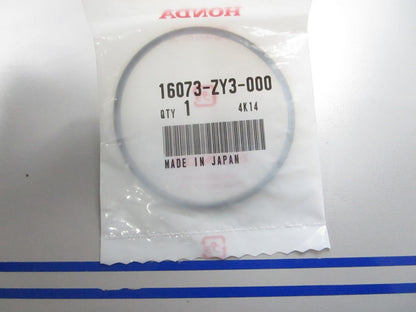 HONDA
16073-ZY3-000
QTY 1 4K14
MADE IN JAPAN